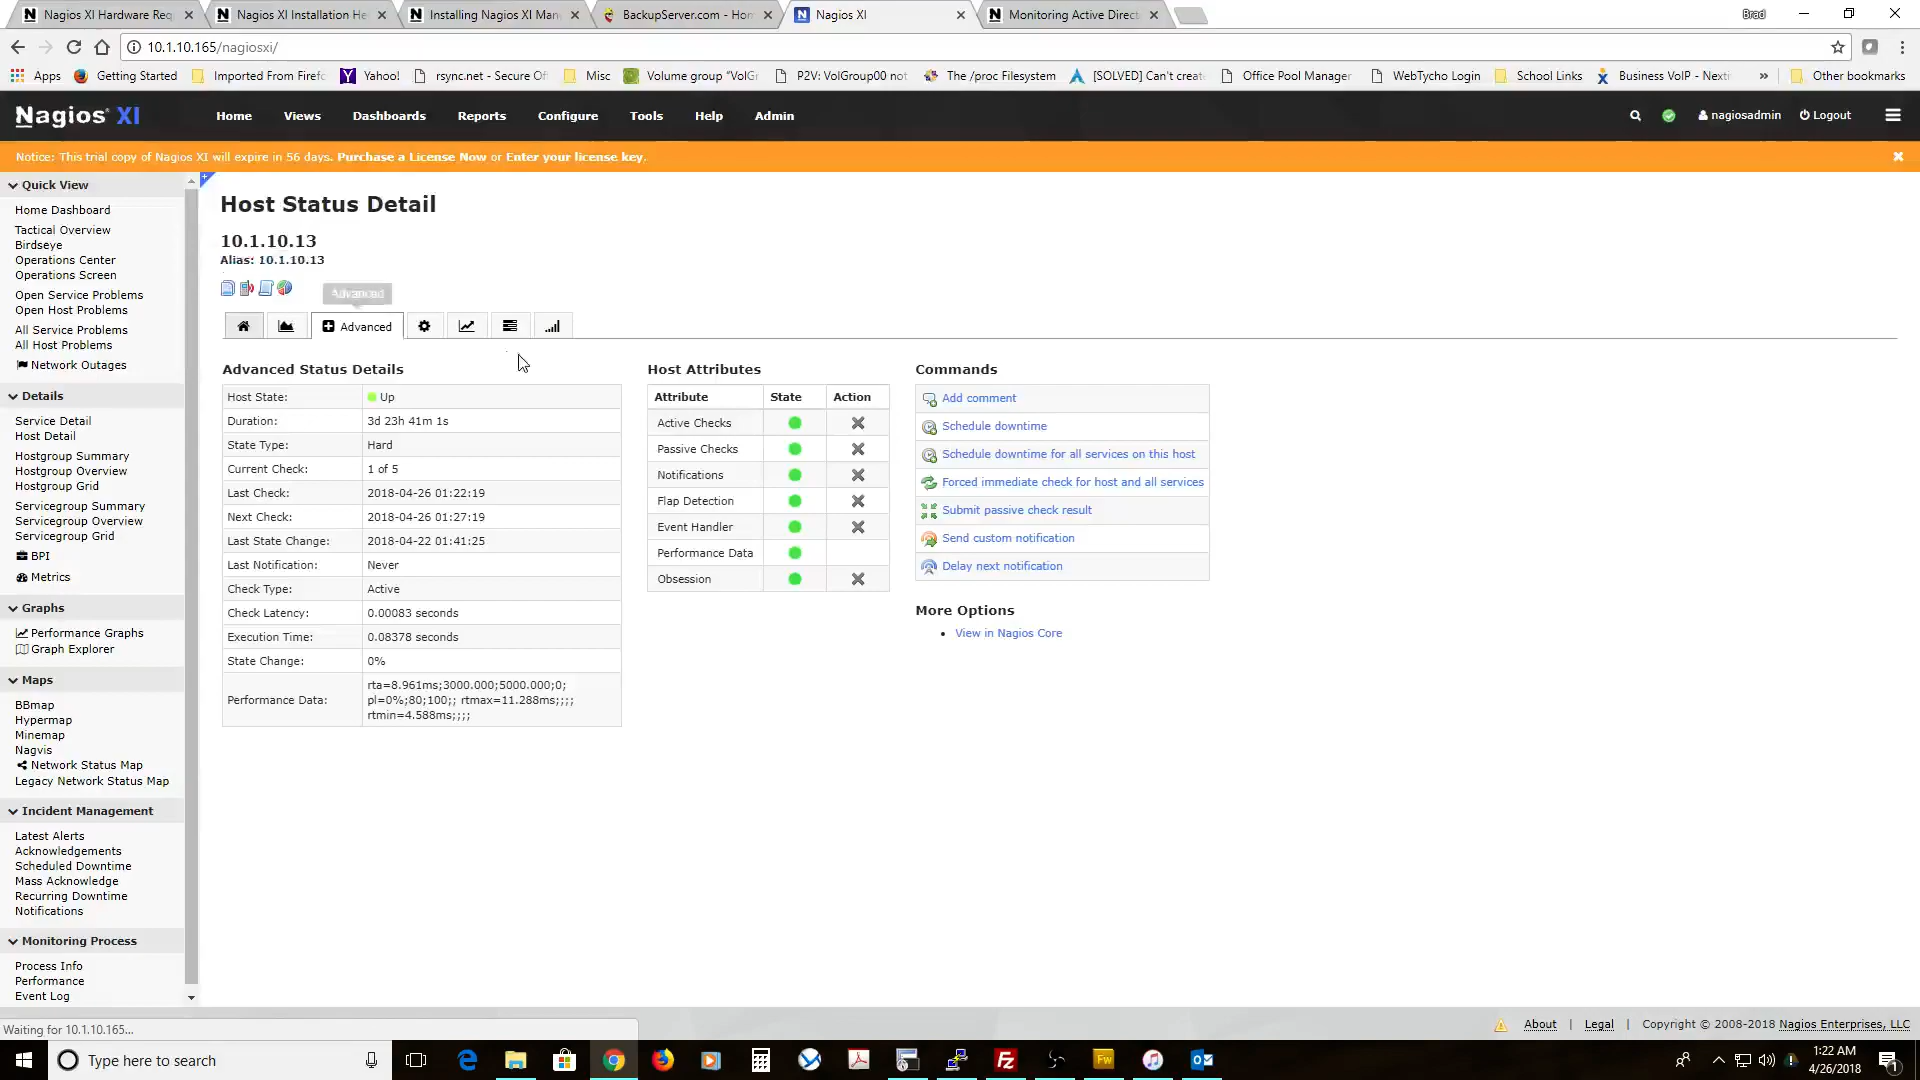 Nagios XI Hardware Req
Nagios XI Installation He
Installing Nagios XI Man
BackupServer.com - Hom
Nagios XI
Monitoring Active Direct
Brad
10.1.10.165/nagiosxi/
Apps
Getting Started
Imported From Firefo
Yahoo!
rsync.net - Secure Of
Misc
Volume group "VolGr
P2V: VolGroup00 not
The /proc Filesystem
[SOLVED] Can't create
Office Pool Manager
WebTycho Login
School Links
Business VoIP - Nexti
»
Other bookmarks
Nagios® XI
Home
Views
Dashboards
Reports
Configure
Tools
Help
Admin
nagiosadmin
Logout
Notice: This trial copy of Nagios XI will expire in 56 days. Purchase a License Now or Enter your license key.
Quick View
Home Dashboard
Tactical Overview
Birdseye
Operations Center
Operations Screen
Open Service Problems
Open Host Problems
All Service Problems
All Host Problems
Network Outages
Details
Service Detail
Host Detail
Hostgroup Summary
Hostgroup Overview
Hostgroup Grid
Servicegroup Summary
Servicegroup Overview
Servicegroup Grid
BPI
Metrics
Graphs
Performance Graphs
Graph Explorer
Maps
BBmap
Hypermap
Minemap
Nagvis
Network Status Map
Legacy Network Status Map
Incident Management
Latest Alerts
Acknowledgements
Scheduled Downtime
Mass Acknowledge
Recurring Downtime
Notifications
Monitoring Process
Process Info
Performance
Event Log
Host Status Detail
10.1.10.13
Alias: 10.1.10.13
Advanced
Advanced
Advanced Status Details
Host State: Up
Duration: 3d 23h 41m 1s
State Type: Hard
Current Check: 1 of 5
Last Check: 2018-04-26 01:22:19
Next Check: 2018-04-26 01:27:19
Last State Change: 2018-04-22 01:41:25
Last Notification: Never
Check Type: Active
Check Latency: 0.00083 seconds
Execution Time: 0.08378 seconds
State Change: 0%
Performance Data: rta=8.961ms;3000.000;5000.000;0;
pl=0%;80;100;; rtmax=11.288ms;;;;
rtmin=4.588ms;;;;
Host Attributes
Attribute State Action
Active Checks
Passive Checks
Notifications
Flap Detection
Event Handler
Performance Data
Obsession
Commands
Add comment
Schedule downtime
Schedule downtime for all services on this host
Forced immediate check for host and all services
Submit passive check result
Send custom notification
Delay next notification
More Options
View in Nagios Core
Waiting for 10.1.10.165...
About | Legal | Copyright © 2008-2018 Nagios Enterprises, LLC
Type here to search
1:22 AM
4/26/2018